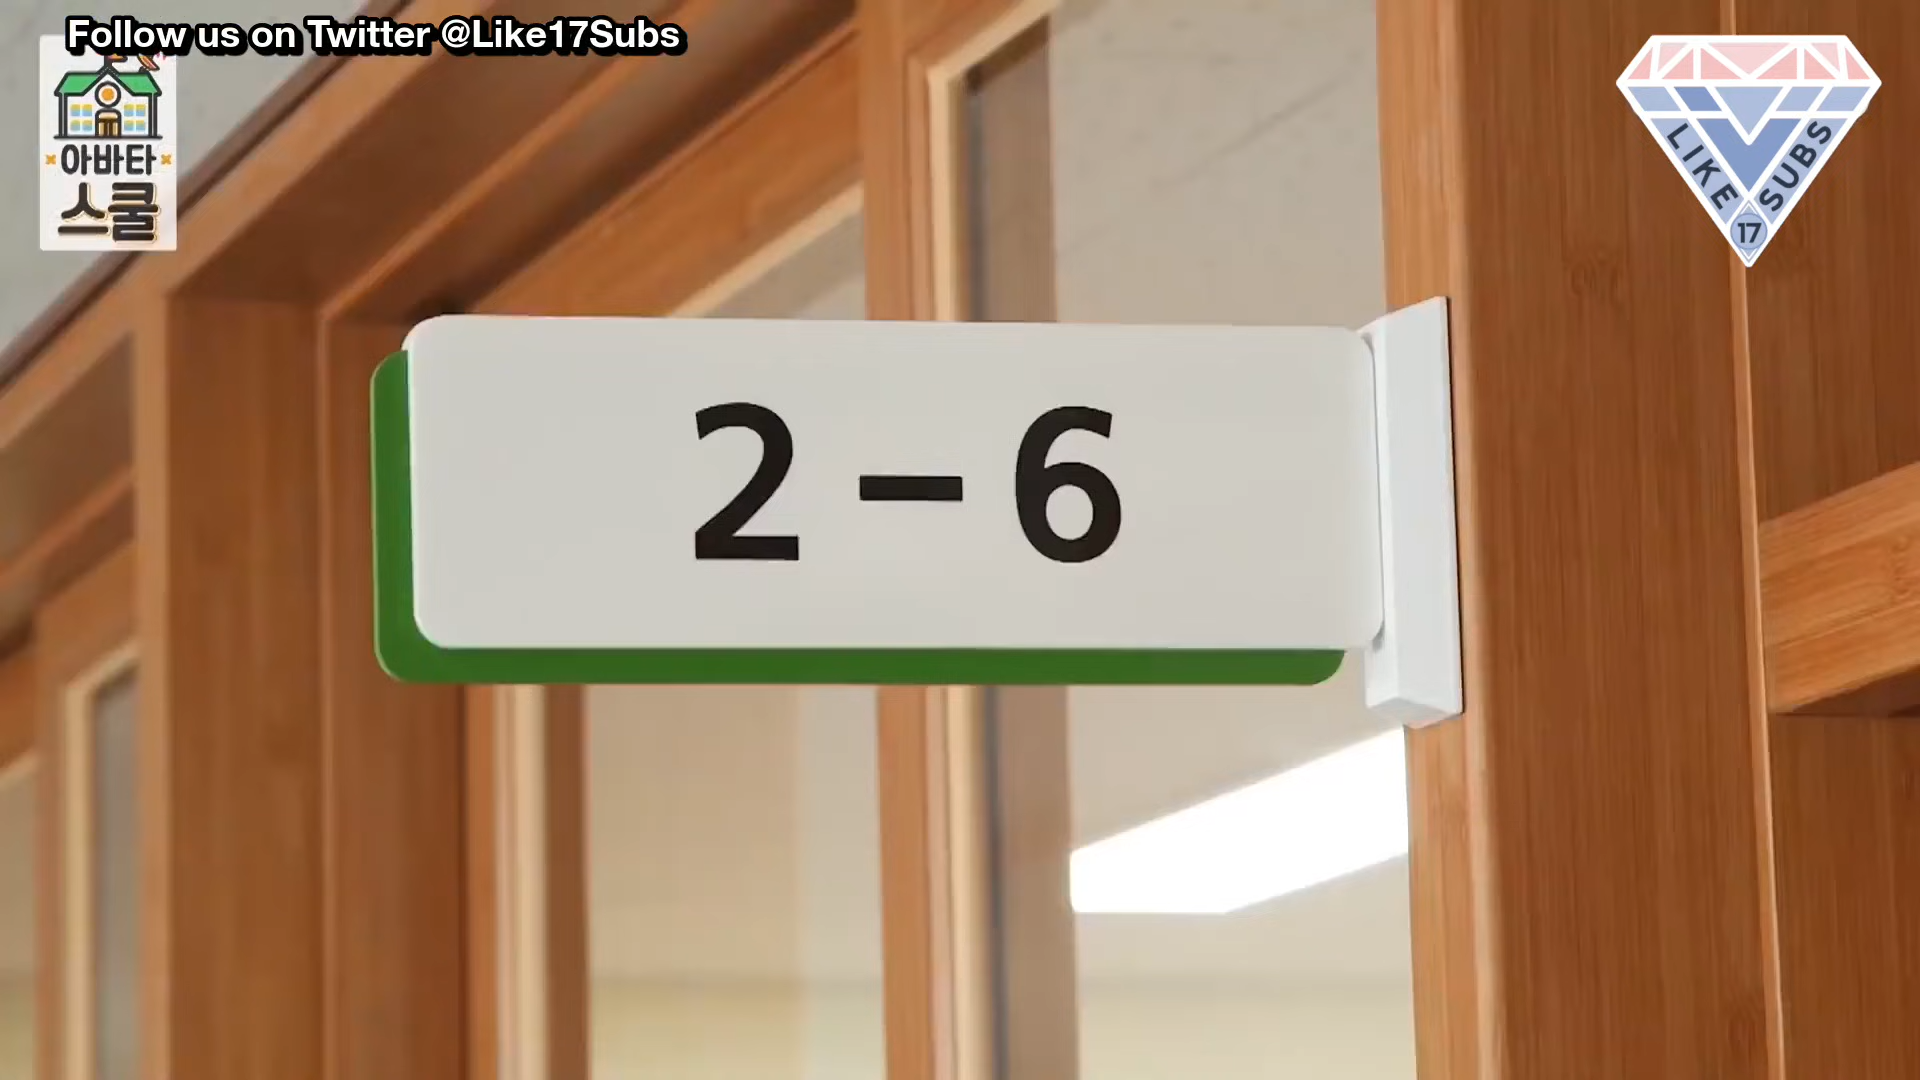 Follow us on Twitter @Like17Subs
아바타
스쿨
LIKE SUBS
17
2-6